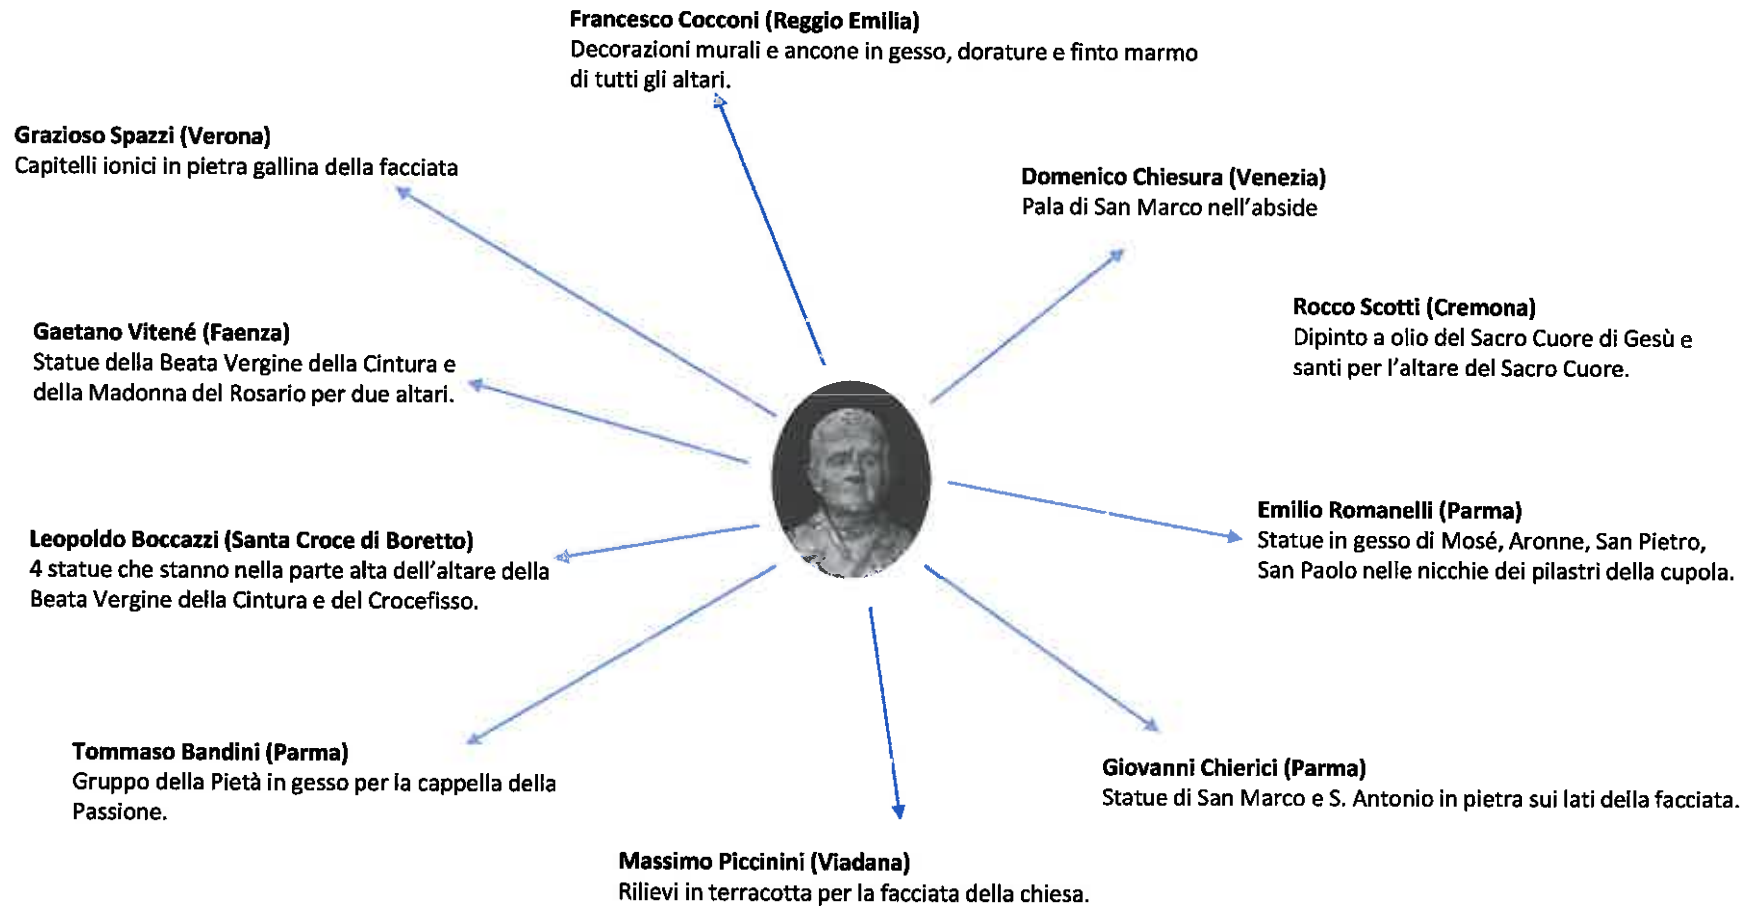 Francesco Cocconi (Reggio Emilia)
Decorazioni murali e ancone in gesso, dorature e finto marmo
di tutti gli altari.
Grazioso Spazzi (Verona)
Capitelli ionici in pietra gallina della facciata
Domenico Chiesura (Venezia)
Pala di San Marco nell'abside
Rocco Scotti (Cremona)
Dipinto a olio del Sacro Cuore di Gesù e
santi per l'altare del Sacro Cuore.
Gaetano Vitené (Faenza)
Statue della Beata Vergine della Cintura e
della Madonna del Rosario per due altari.
Emilio Romanelli (Parma)
Statue in gesso di Mosé, Aronne, San Pietro,
San Paolo nelle nicchie dei pilastri della cupola.
Leopoldo Boccazzi (Santa Croce di Boretto)
4 statue che stanno nella parte alta dell'altare della
Beata Vergine della Cintura e del Crocefisso.
Tommaso Bandini (Parma)
Gruppo della Pietà in gesso per la cappella della
Passione.
Giovanni Chierici (Parma)
Statue di San Marco e S. Antonio in pietra sui lati della facciata.
Massimo Piccinini (Viadana)
Rilievi in terracotta per la facciata della chiesa.